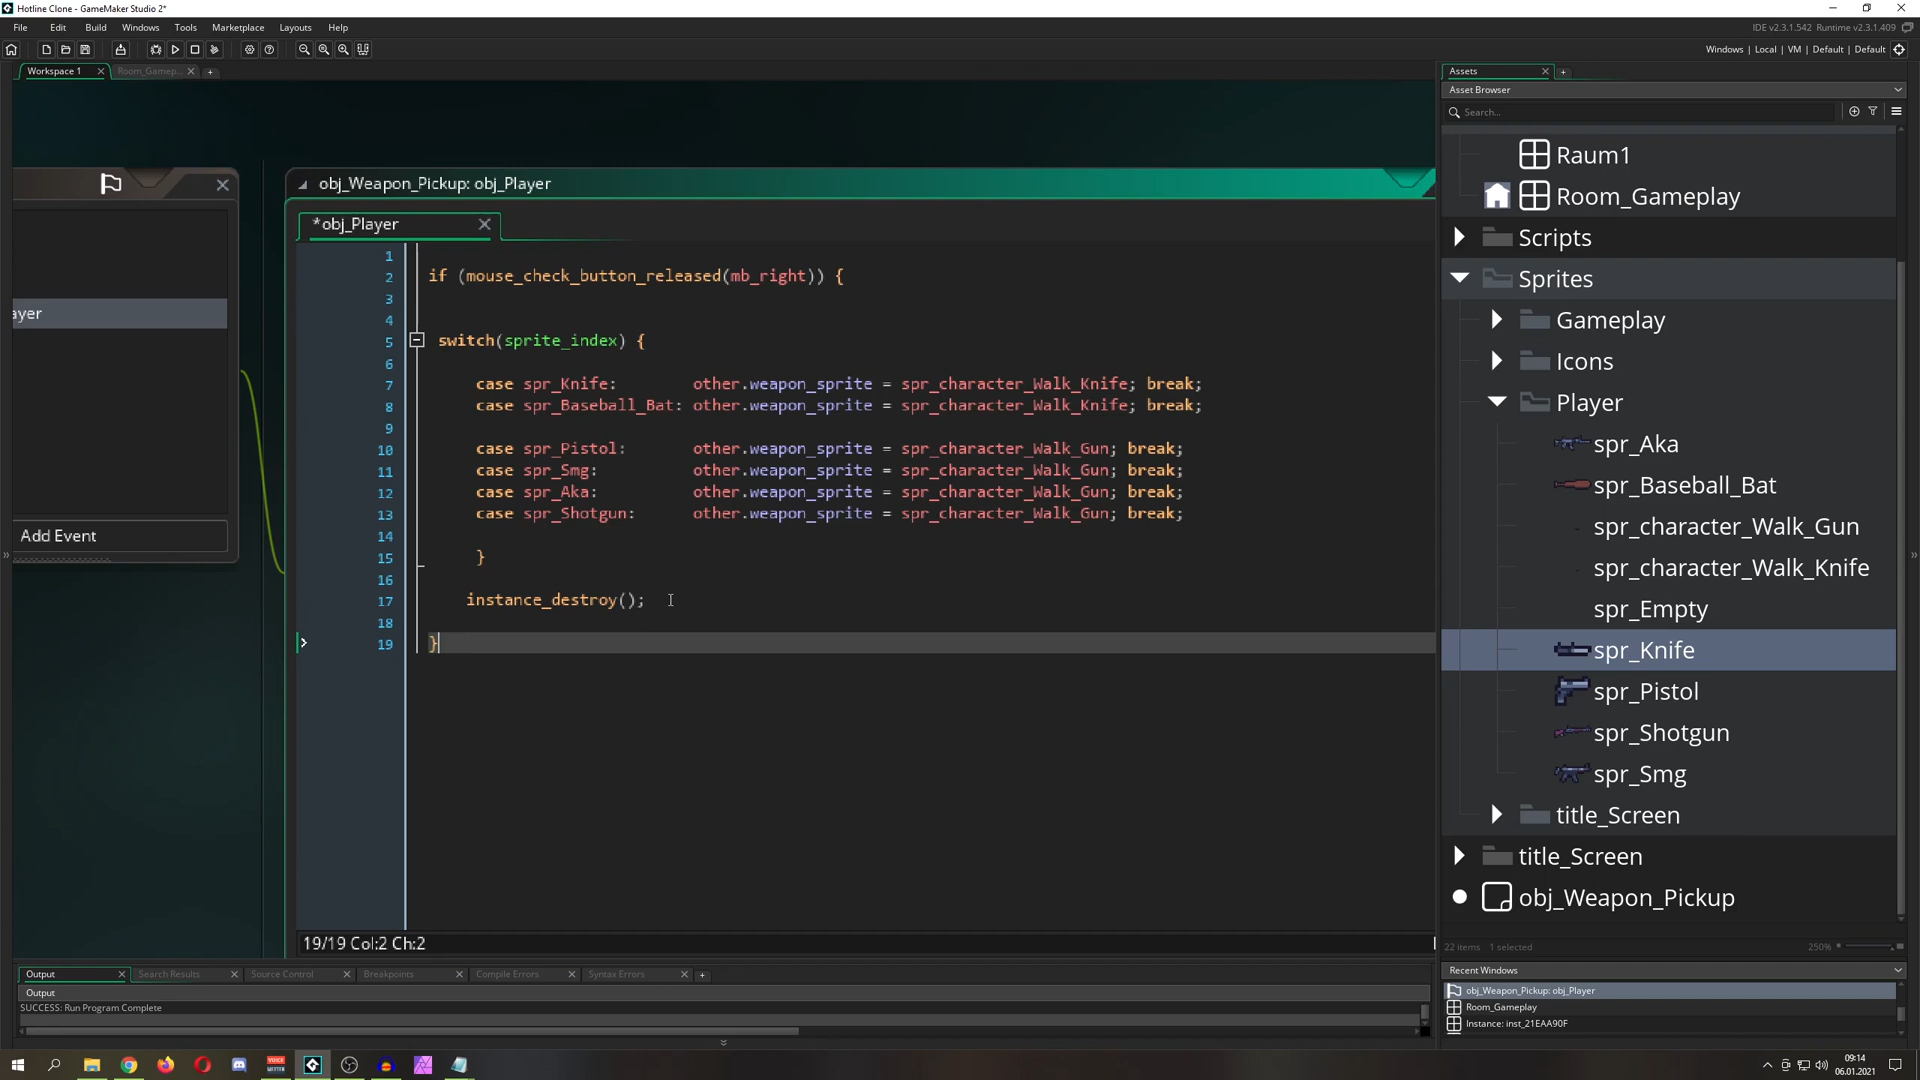 Hotline Clone - GameMaker Studio 2*
File Edit Build Windows Tools Marketplace Layouts Help
IDE v2.3.1.542 Runtime v2.3.1.409
Windows | Local | VM | Default | Default
Workspace 1
Room_Gamep...
Assets
Asset Browser
Search...
Raum1
Room_Gameplay
Scripts
Sprites
Gameplay
Icons
Player
spr_Aka
spr_Baseball_Bat
spr_character_Walk_Gun
spr_character_Walk_Knife
spr_Empty
spr_Knife
spr_Pistol
spr_Shotgun
spr_Smg
title_Screen
title_Screen
obj_Weapon_Pickup
22 items 1 selected
250%
Recent Windows
obj_Weapon_Pickup: obj_Player
Room_Gameplay
Instance: inst_21EAA90F
ayer
Add Event
obj_Weapon_Pickup: obj_Player
*obj_Player
1
2 if (mouse_check_button_released(mb_right)) {
3
4
5 switch(sprite_index) {
6
7 case spr_Knife: other.weapon_sprite = spr_character_Walk_Knife; break;
8 case spr_Baseball_Bat: other.weapon_sprite = spr_character_Walk_Knife; break;
9
10 case spr_Pistol: other.weapon_sprite = spr_character_Walk_Gun; break;
11 case spr_Smg: other.weapon_sprite = spr_character_Walk_Gun; break;
12 case spr_Aka: other.weapon_sprite = spr_character_Walk_Gun; break;
13 case spr_Shotgun: other.weapon_sprite = spr_character_Walk_Gun; break;
14
15 }
16
17 instance_destroy();
18
19 }
19/19 Col:2 Ch:2
Output Search Results Source Control Breakpoints Compile Errors Syntax Errors
Output
SUCCESS: Run Program Complete
VOICE MEETER
09:14
06.01.2021